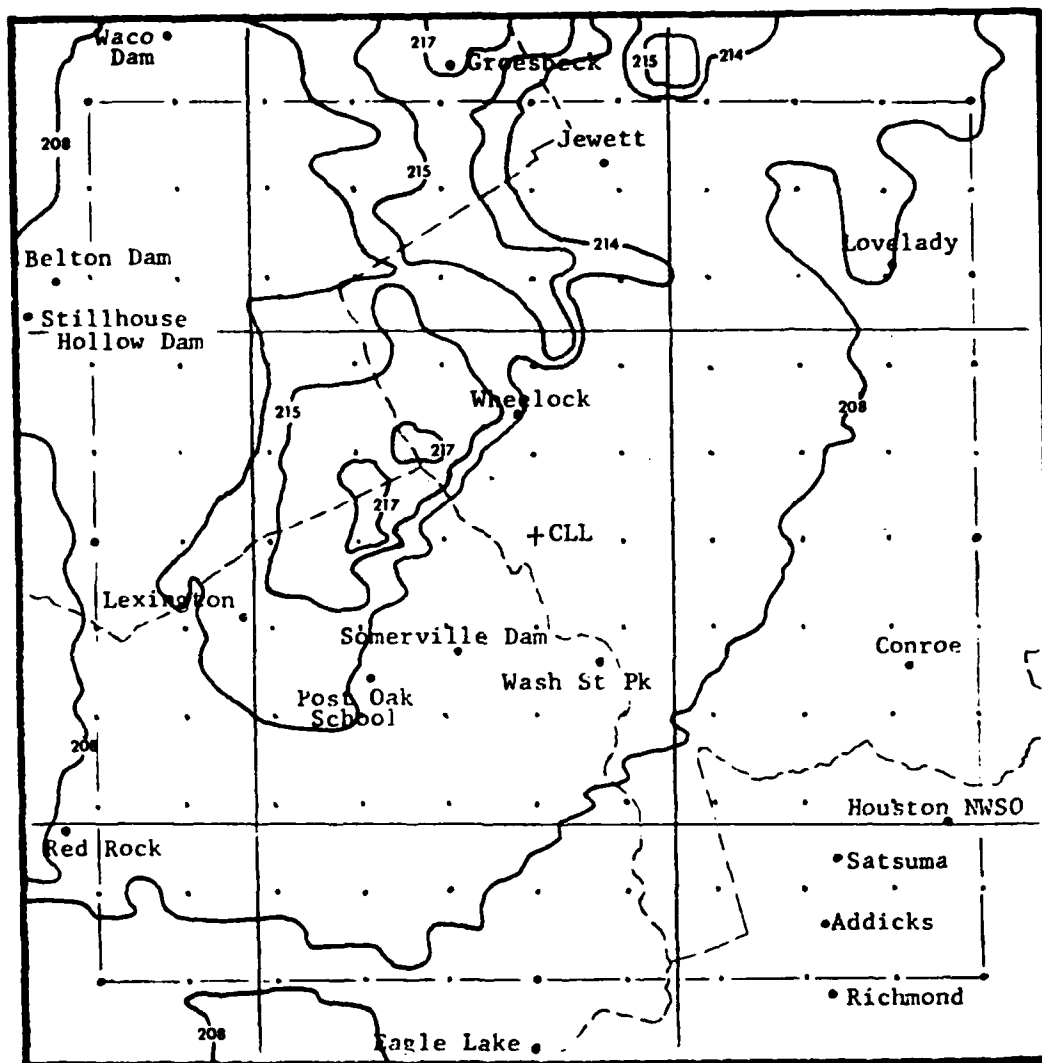 Waco
Dam
217
Groesbeck
215
214
208
Jewett
215
214
Lovelady
Belton Dam
Stillhouse
Hollow Dam
215
Wheelock
208
217
217
CLL
Lexington
Somerville Dam
Conroe
Wash St Pk
Post Oak
School
208
Houston NWSO
Red Rock
Satsuma
Addicks
Richmond
208
Eagle Lake